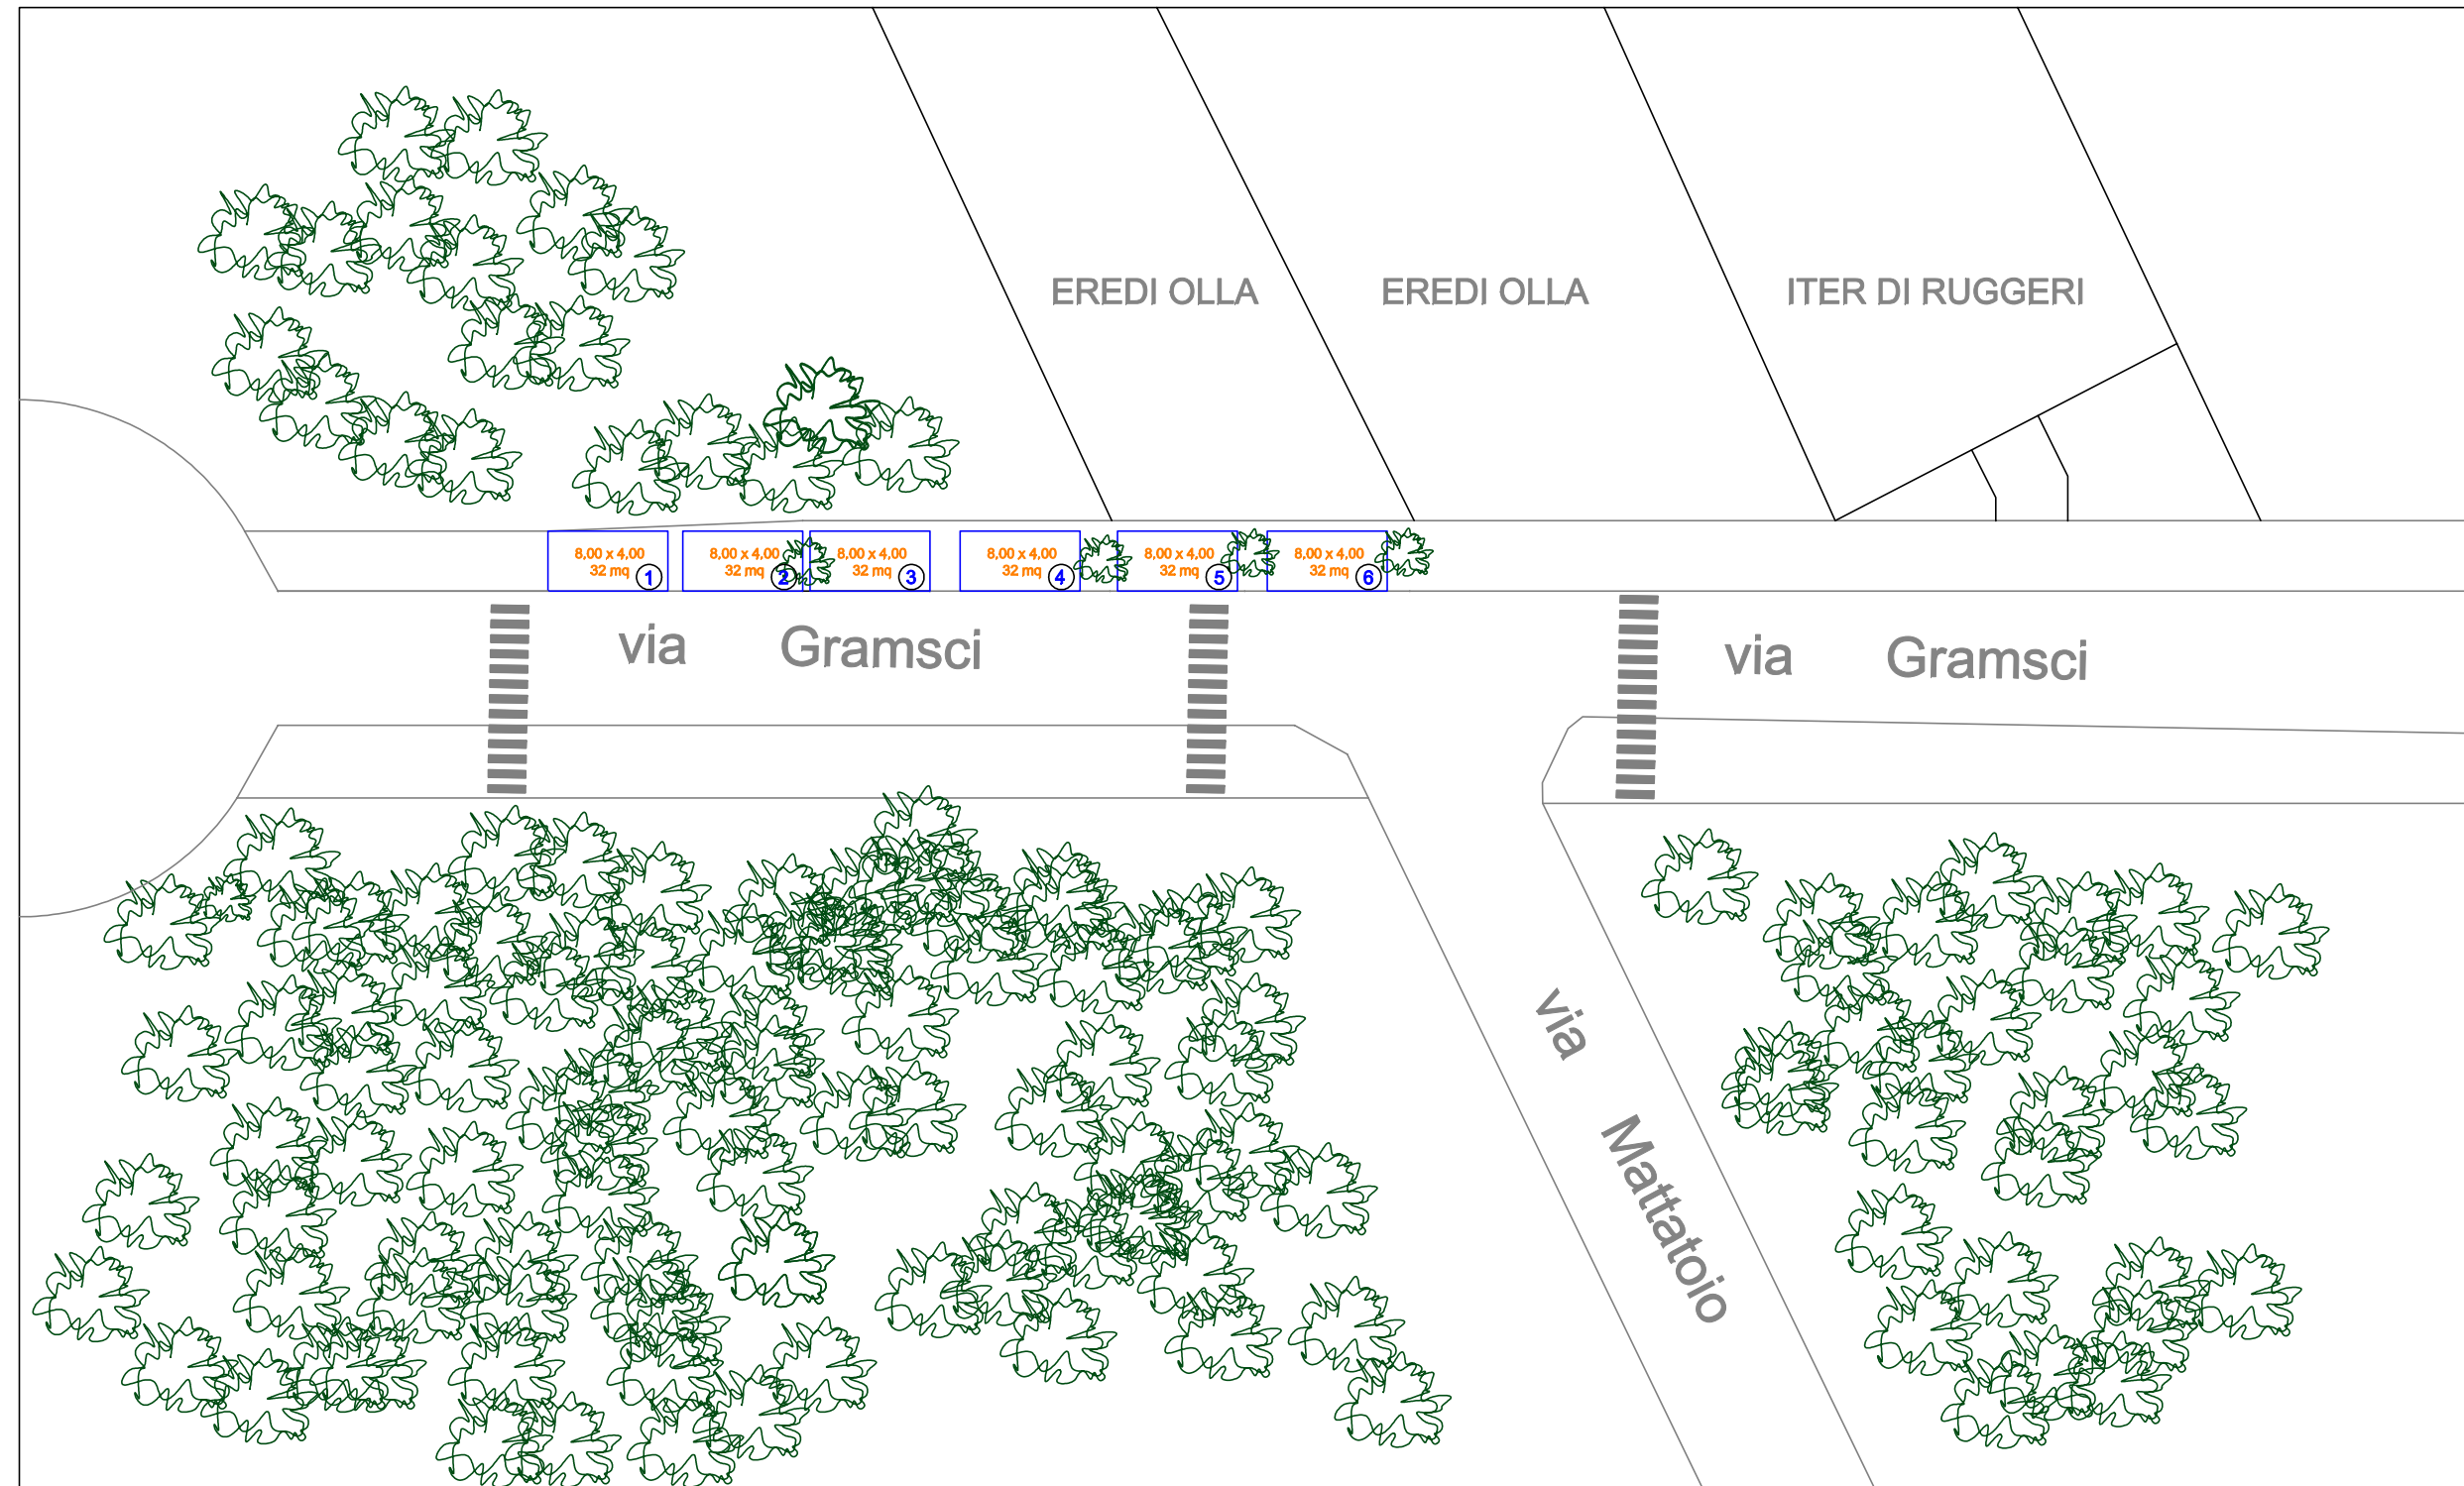 EREDI OLLA
EREDI OLLA
ITER DI RUGGERI
8,00 x 4,00
32 mq
1
8,00 x 4,00
32 mq
2
8,00 x 4,00
32 mq
3
8,00 x 4,00
32 mq
4
8,00 x 4,00
32 mq
5
8,00 x 4,00
32 mq
6
via Gramsci
via Gramsci
via Mattatoio